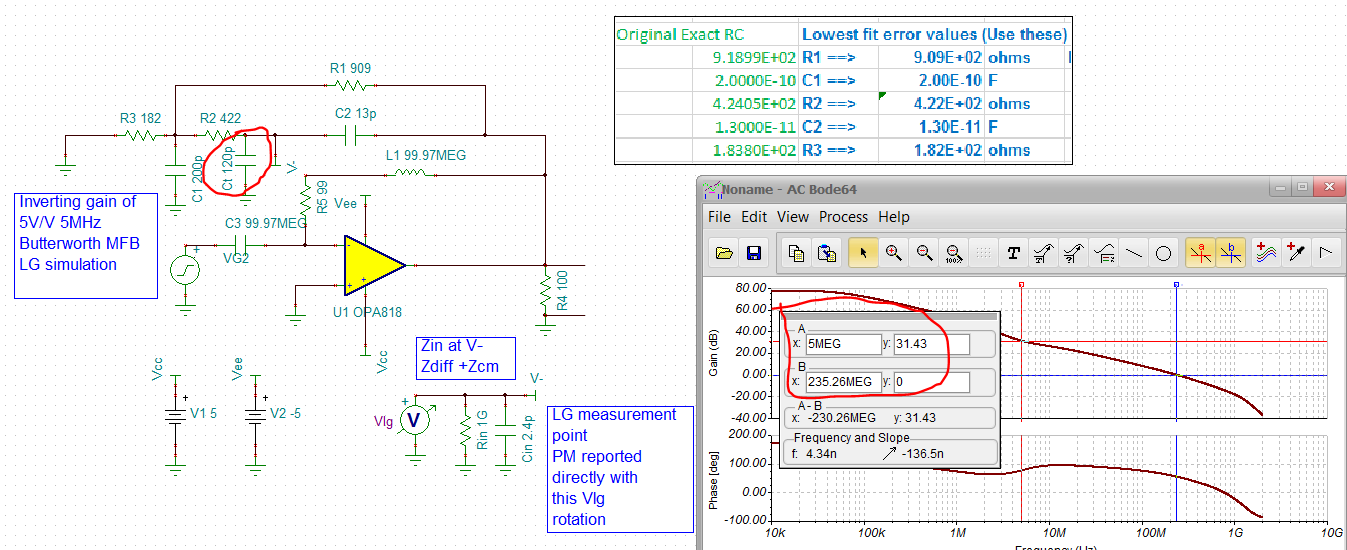 Original Exact RC Lowest fit error values (Use these)
9.1899E+02 R1 ==> 9.09E+02 ohms
2.0000E-10 C1 ==> 2.00E-10 F
4.2405E+02 R2 ==> 4.22E+02 ohms
1.3000E-11 C2 ==> 1.30E-11 F
1.8380E+02 R3 ==> 1.82E+02 ohms
R1 909
R3 182
R2 422
C2 13p
C1 200p
Ct 120p
V-
L1 99.97MEG
R5 99
Vee
C3 99.97MEG
VG2
U1 OPA818
Vcc
R4 100
Inverting gain of
5V/V 5MHz
Butterworth MFB
LG simulation
Zin at V-
Zdiff +Zcm
Vcc
V1 5
Vee
V2 -5
V-
Vlg
V
Rin 1G
Cin 2.4p
LG measurement
point
PM reported
directly with
this Vlg
rotation
Noname - AC Bode64
File Edit View Process Help
100%
T
a
b
80.00
60.00
40.00
20.00
0.00
-20.00
-40.00
Gain (dB)
A
x: 5MEG y: 31.43
B
x: 235.26MEG y: 0
A - B
x: -230.26MEG y: 31.43
Frequency and Slope
f: 4.34n -136.5n
200.00
100.00
0.00
-100.00
Phase [deg]
10k 100k 1M 10M 100M 1G 10G